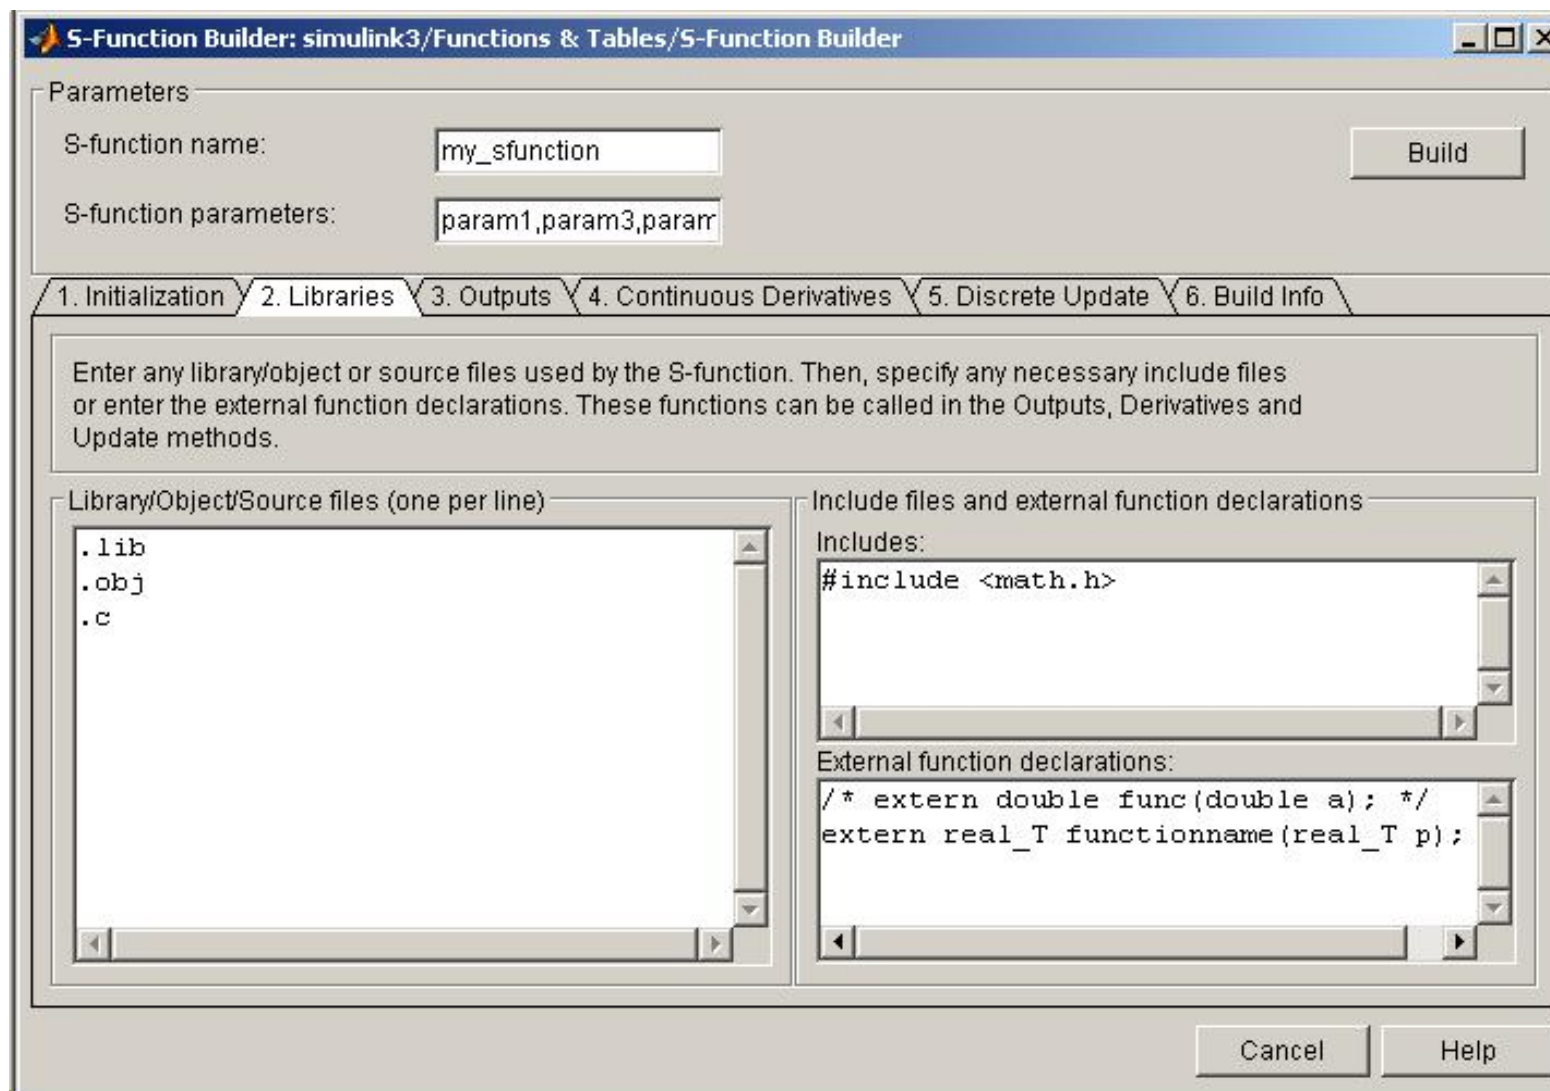 S-Function Builder: simulink3/Functions & Tables/S-Function Builder
Parameters
S-function name:
my_sfunction
Build
S-function parameters:
param1,param3,param
1. Initialization
2. Libraries
3. Outputs
4. Continuous Derivatives
5. Discrete Update
6. Build Info
Enter any library/object or source files used by the S-function. Then, specify any necessary include files
or enter the external function declarations. These functions can be called in the Outputs, Derivatives and
Update methods.
Library/Object/Source files (one per line)
.lib
.obj
.c
Include files and external function declarations
Includes:
#include <math.h>
External function declarations:
/* extern double func(double a); */
extern real_T functionname(real_T p);
Cancel
Help